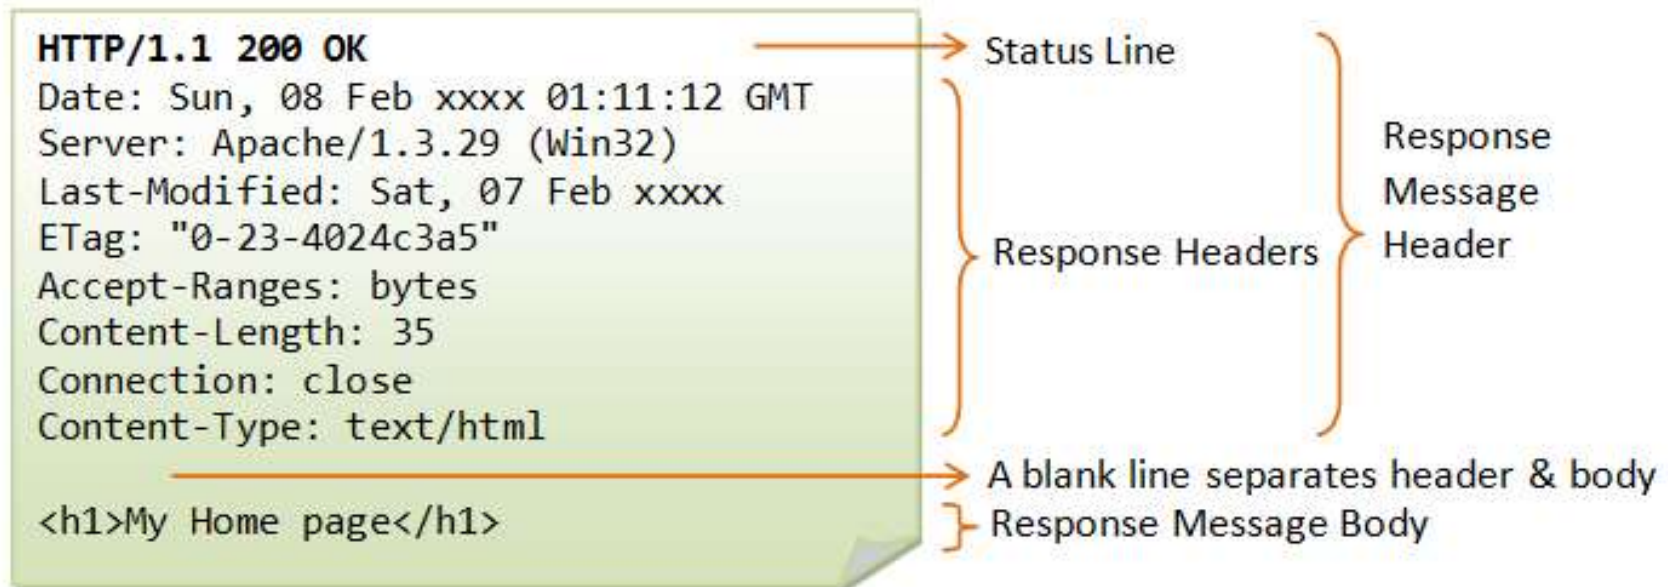 HTTP/1.1 200 OK
Date: Sun, 08 Feb xxxx 01:11:12 GMT
Server: Apache/1.3.29 (Win32)
Last-Modified: Sat, 07 Feb xxxx
ETag: "0-23-4024c3a5"
Accept-Ranges: bytes
Content-Length: 35
Connection: close
Content-Type: text/html
<h1>My Home page</h1>
Status Line
Response Headers
Response
Message
Header
A blank line separates header & body
Response Message Body